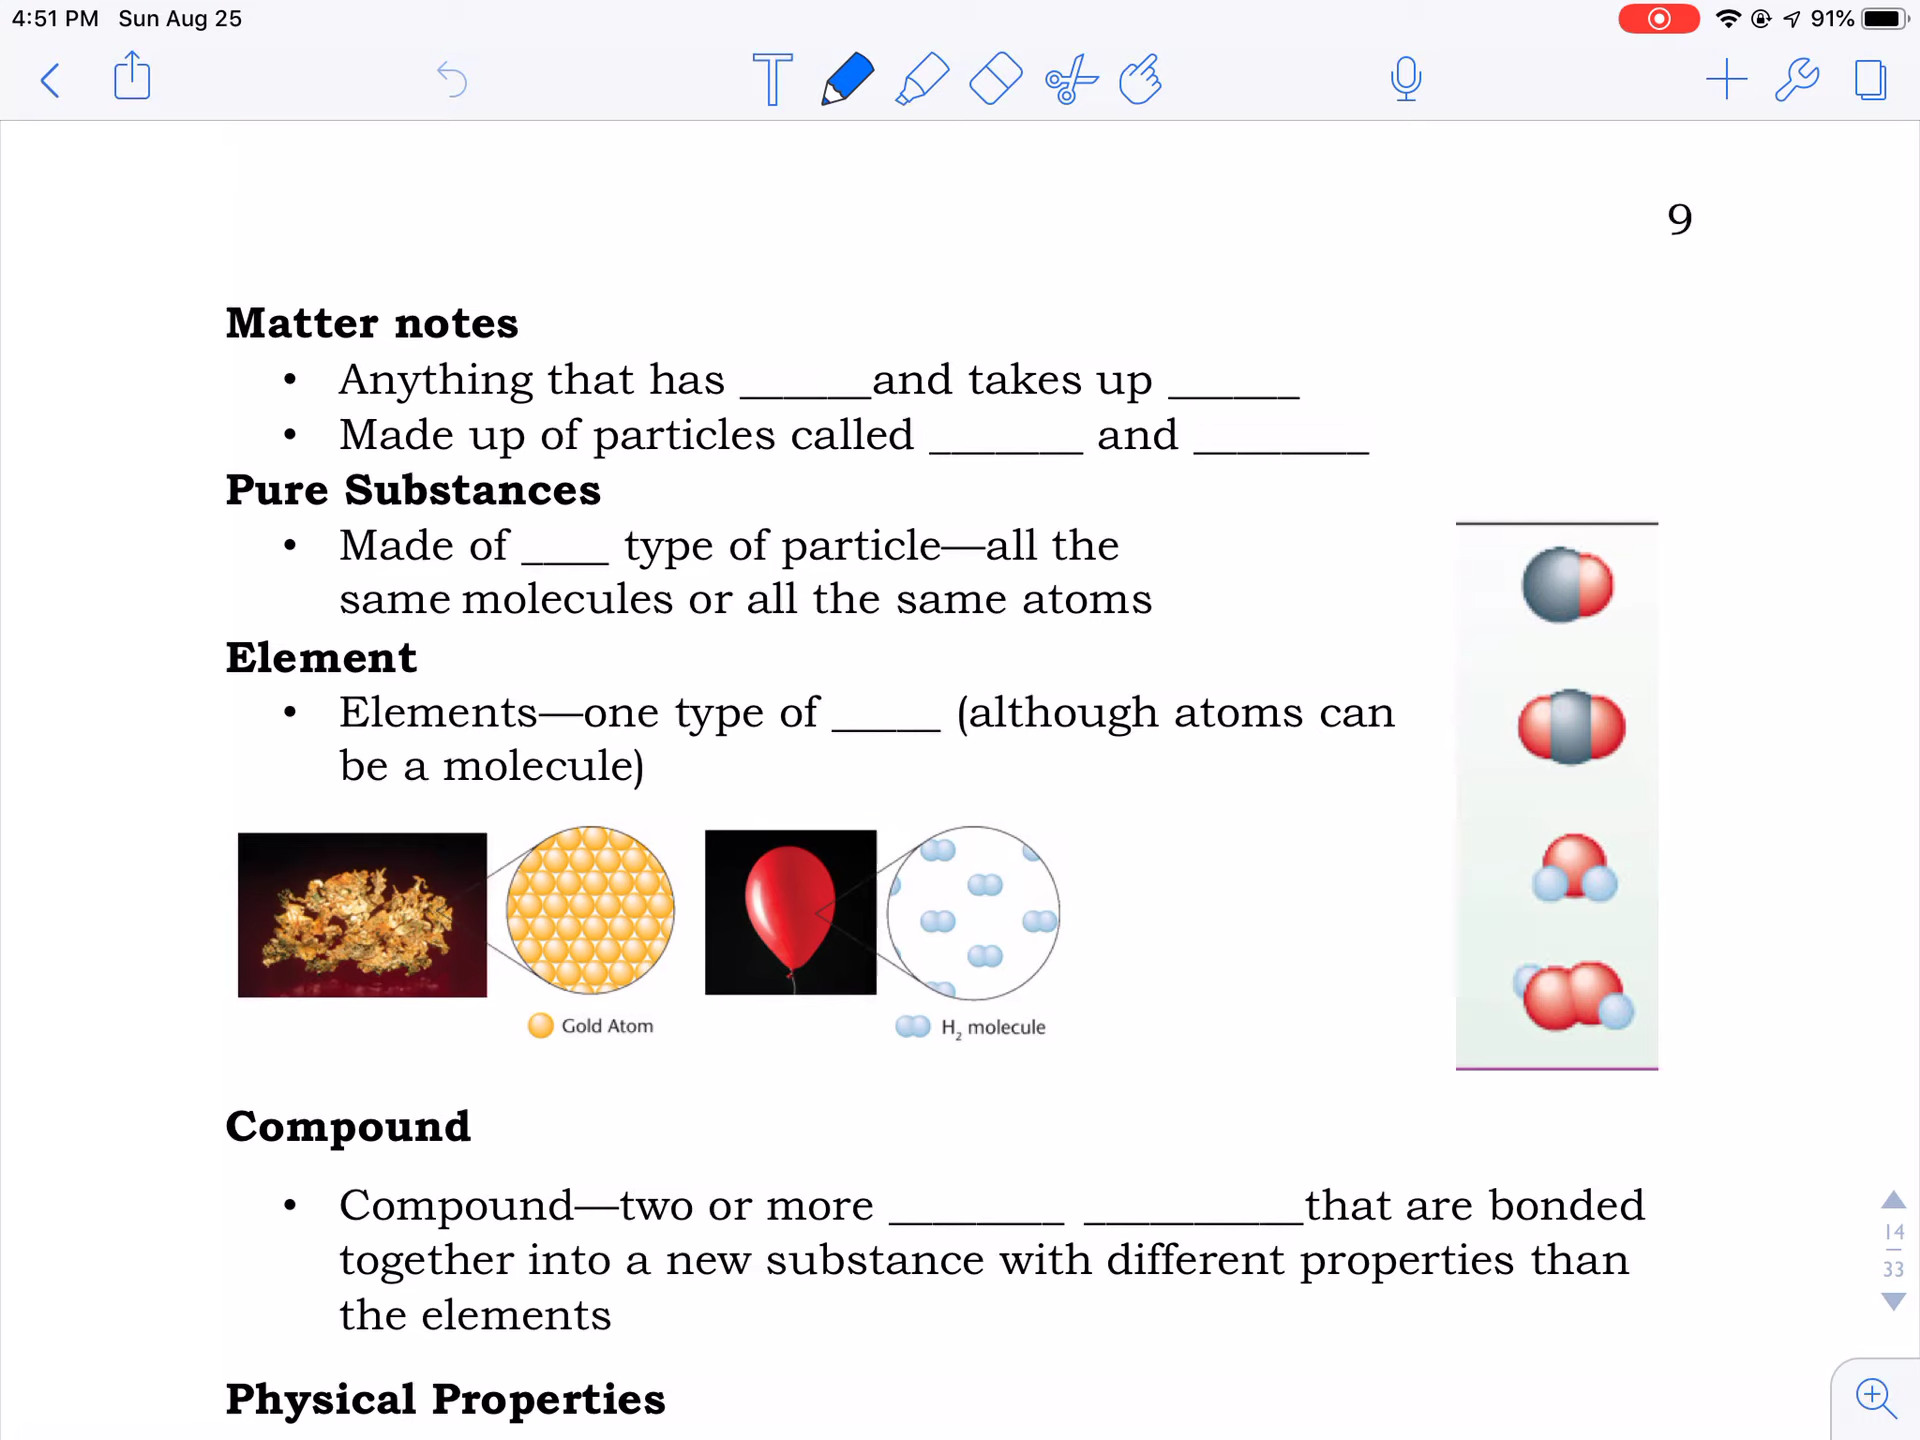 4:51 PM Sun Aug 25
91%
T
9
Matter notes
• Anything that has ______and takes up ______
• Made up of particles called _______ and ________
Pure Substances
• Made of ____ type of particle—all the
same molecules or all the same atoms
Element
• Elements—one type of _____ (although atoms can
be a molecule)
Gold Atom
H₂ molecule
Compound
• Compound—two or more ________ __________that are bonded
together into a new substance with different properties than
the elements
14
33
Physical Properties